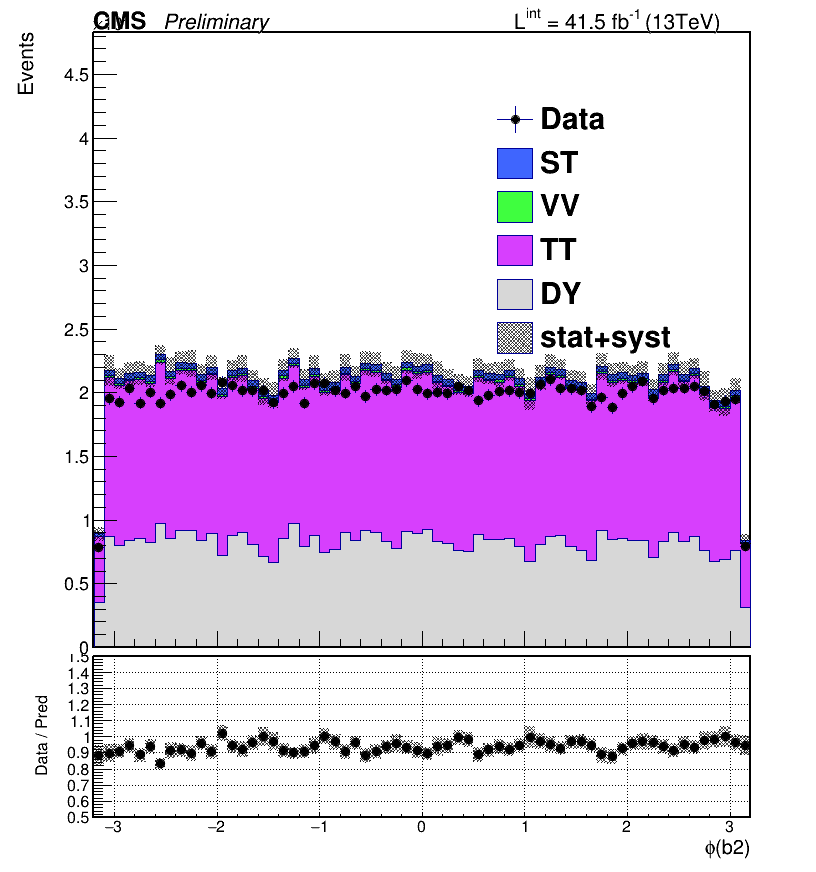 CMS Preliminary
L^int = 41.5 fb^-1 (13TeV)
Events
4.5
4
3.5
3
2.5
2
1.5
1
0.5
0
Data
ST
VV
TT
DY
stat+syst
Data / Pred
1.5
1.4
1.3
1.2
1.1
1
0.9
0.8
0.7
0.6
0.5
−3 −2 −1 0 1 2 3
ϕ(b2)